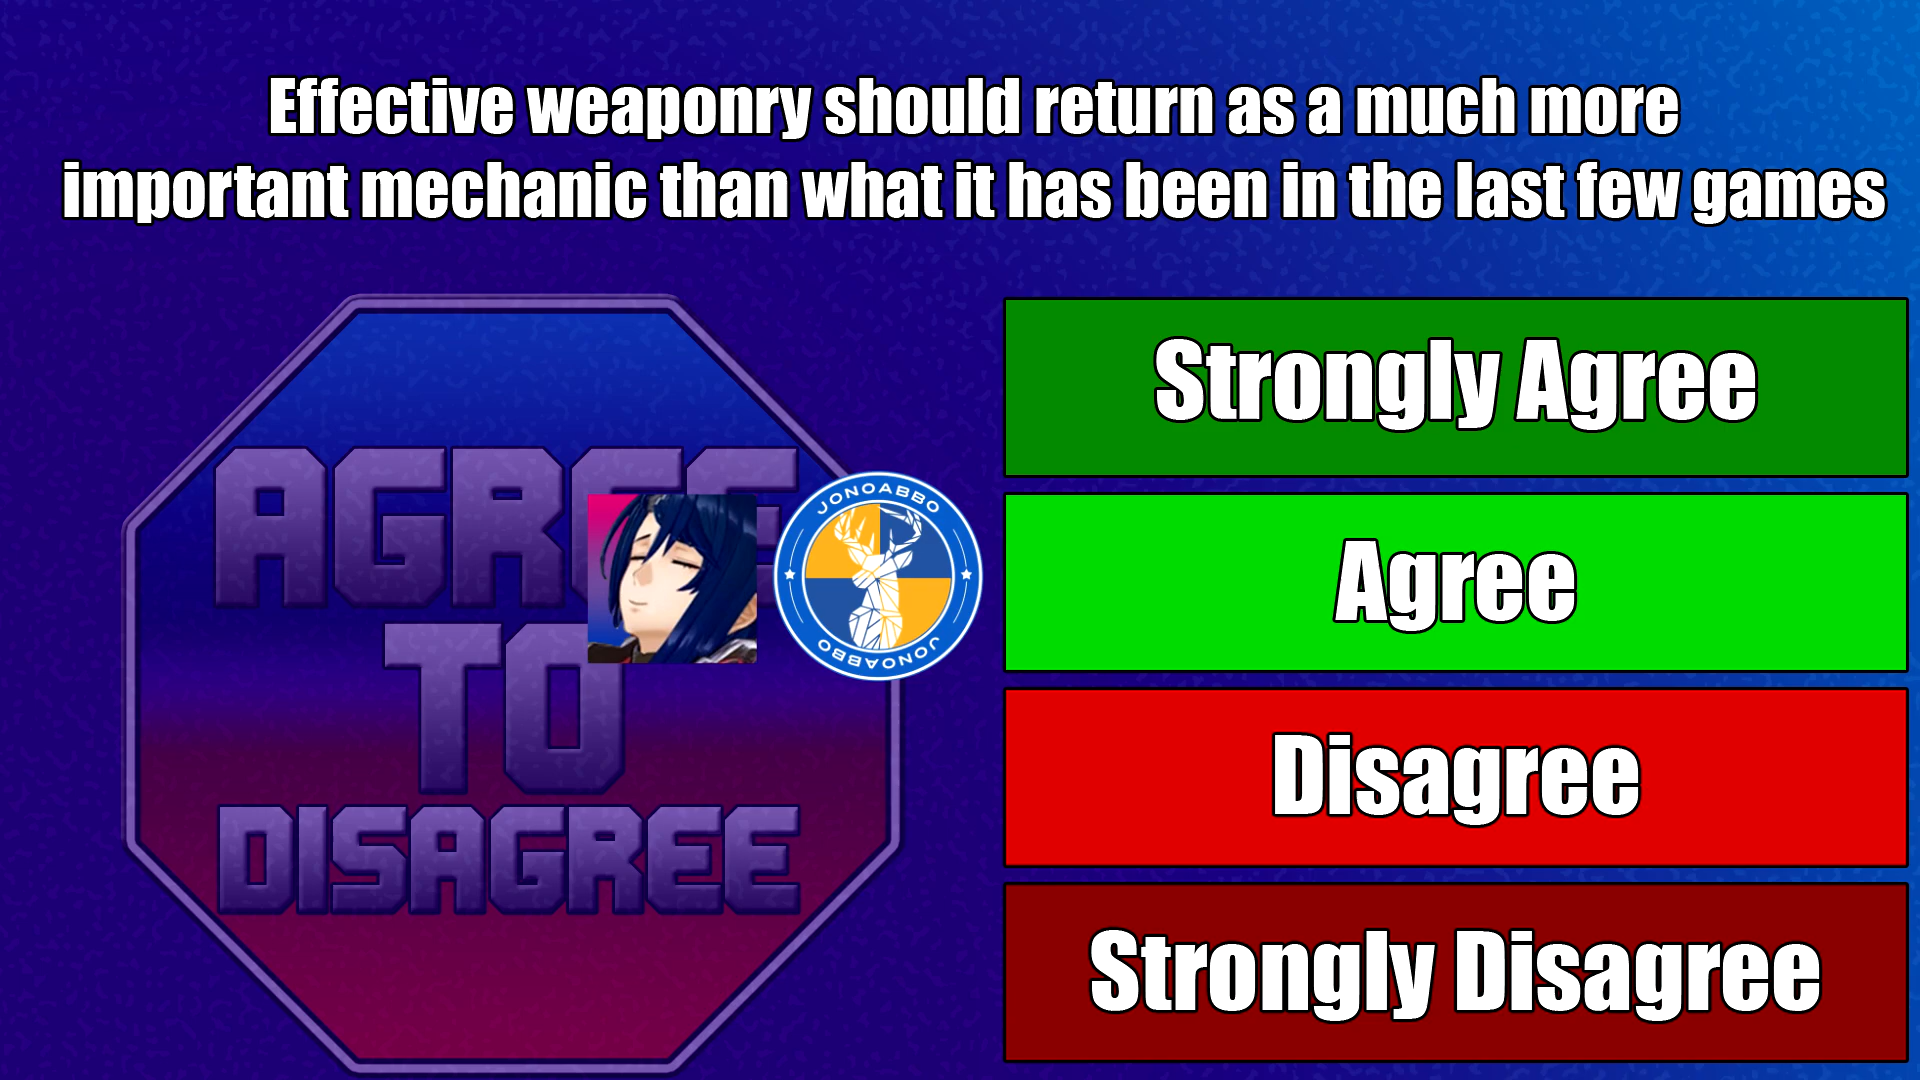 Effective weaponry should return as a much more
important mechanic than what it has been in the last few games
Strongly Agree
AGREE
JONOABBO
JONOABBO
Agree
TO
Disagree
DISAGREE
Strongly Disagree